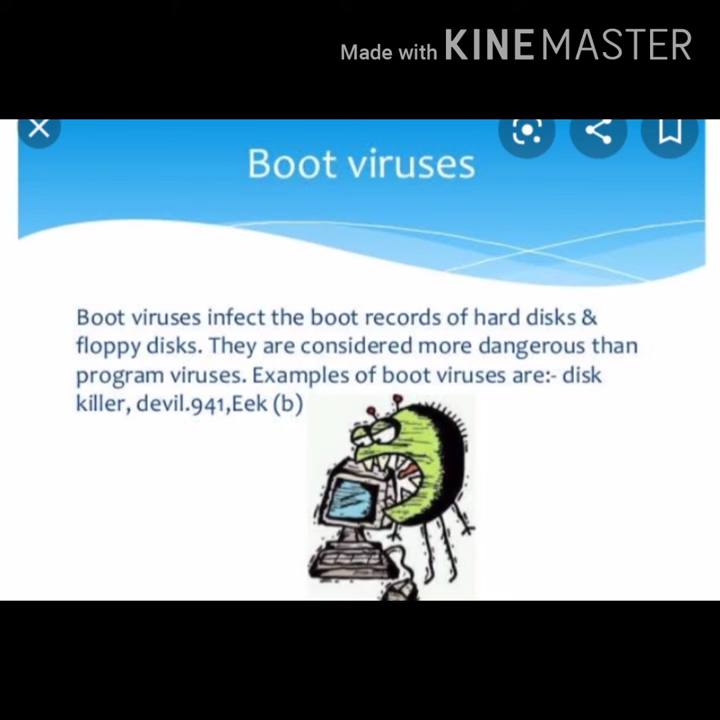 Made with KINEMASTER
Boot viruses
Boot viruses infect the boot records of hard disks &
floppy disks. They are considered more dangerous than
program viruses. Examples of boot viruses are:- disk
killer, devil.941,Eek (b)